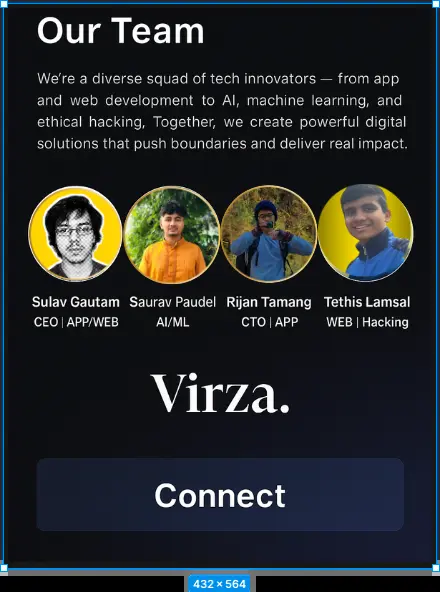 Our Team
We're a diverse squad of tech innovators — from app
and web development to AI, machine learning, and
ethical hacking, Together, we create powerful digital
solutions that push boundaries and deliver real impact.
Sulav Gautam Saurav Paudel Rijan Tamang Tethis Lamsal
CEO | APP/WEB AI/ML CTO | APP WEB | Hacking
Virza.
Connect
432 × 564